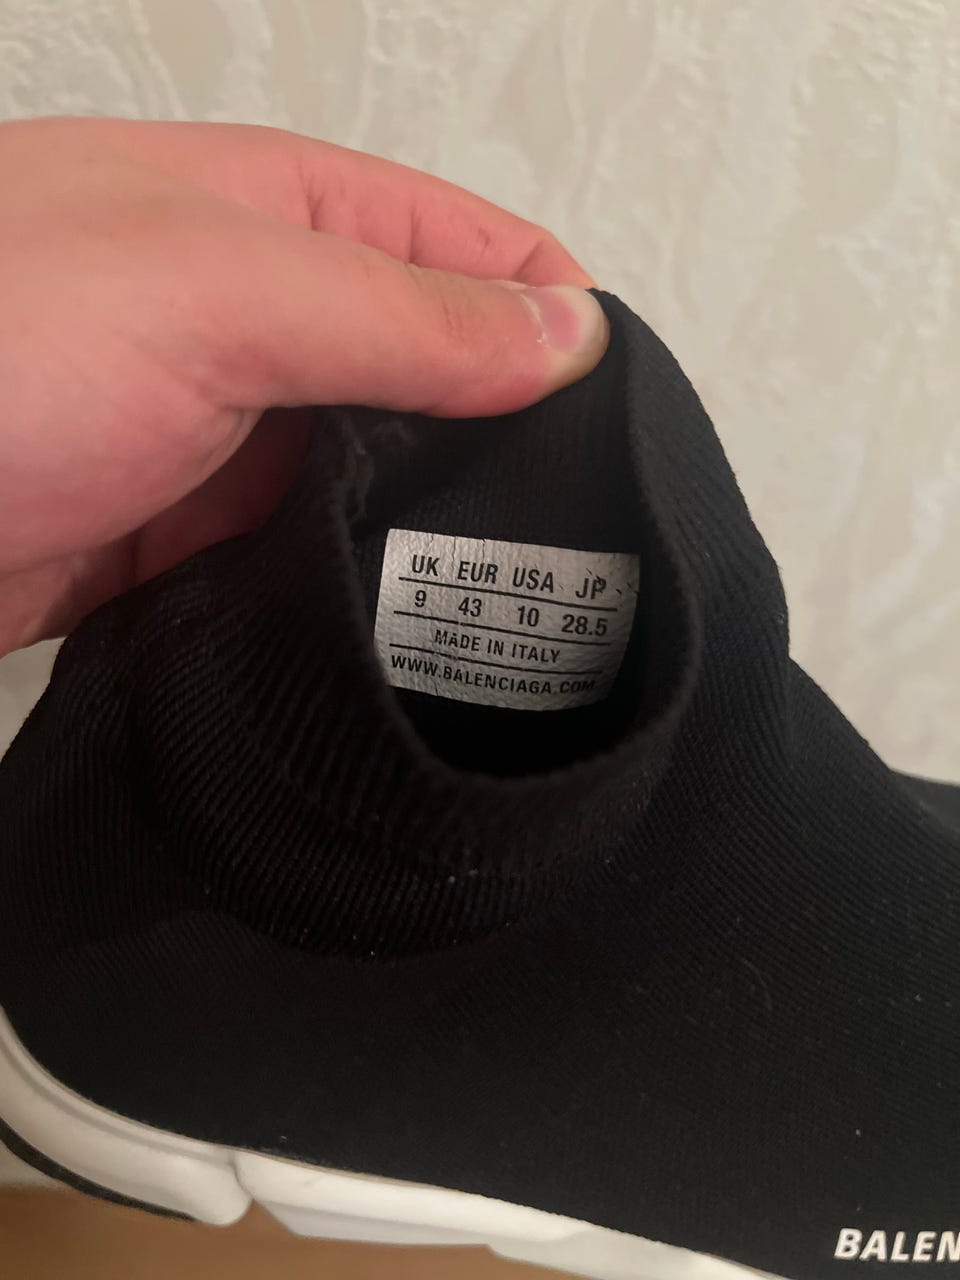 UK EUR USA JP
9 43 10 28.5
MADE IN ITALY
WWW.BALENCIAGA.COM
BALEN